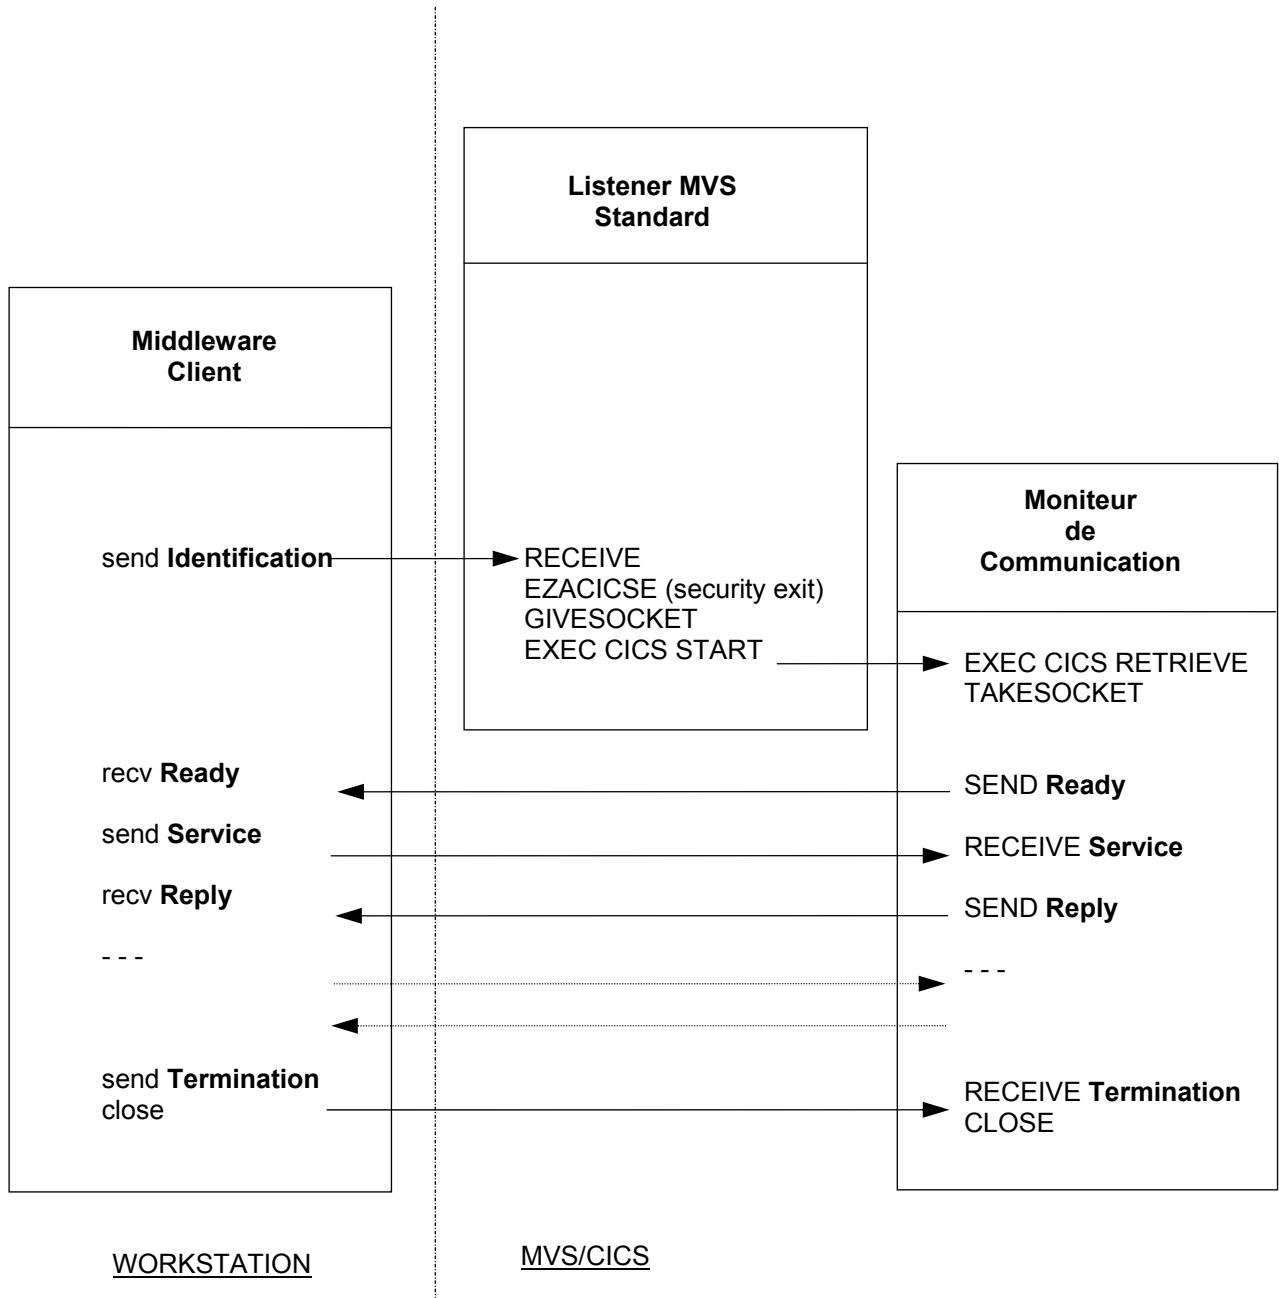 Listener MVS
Standard
Middleware
Client
Moniteur
de
Communication
send Identification
RECEIVE
EZACICSE (security exit)
GIVESOCKET
EXEC CICS START
EXEC CICS RETRIEVE
TAKESOCKET
recv Ready
SEND Ready
send Service
RECEIVE Service
recv Reply
SEND Reply
- - -
- - -
send Termination
close
RECEIVE Termination
CLOSE
WORKSTATION
MVS/CICS